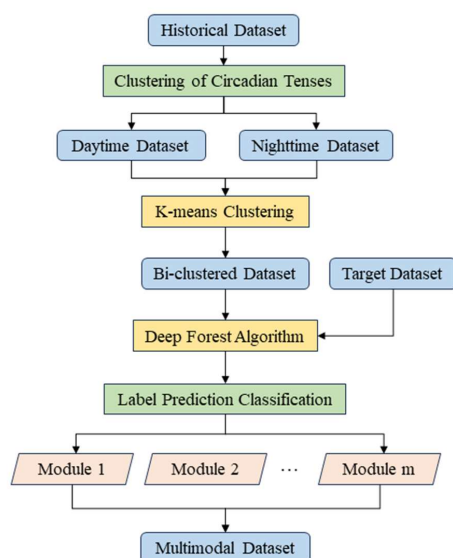 Historical Dataset
Clustering of Circadian Tenses
Daytime Dataset
Nighttime Dataset
K-means Clustering
Bi-clustered Dataset
Target Dataset
Deep Forest Algorithm
Label Prediction Classification
Module 1
Module 2
...
Module m
Multimodal Dataset